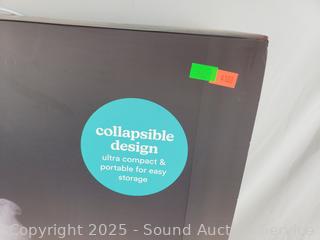 collapsible
design
ultra compact &
portable for easy
storage
Copyright 2025 - Sound Auction Service